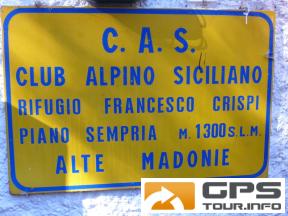 C. A. S.
CLUB ALPINO SICILIANO
RIFUGIO FRANCESCO CRISPI
PIANO SEMPRIA M. 1300 S.L.M.
ALTE MADONIE
GPS
TOUR.INFO